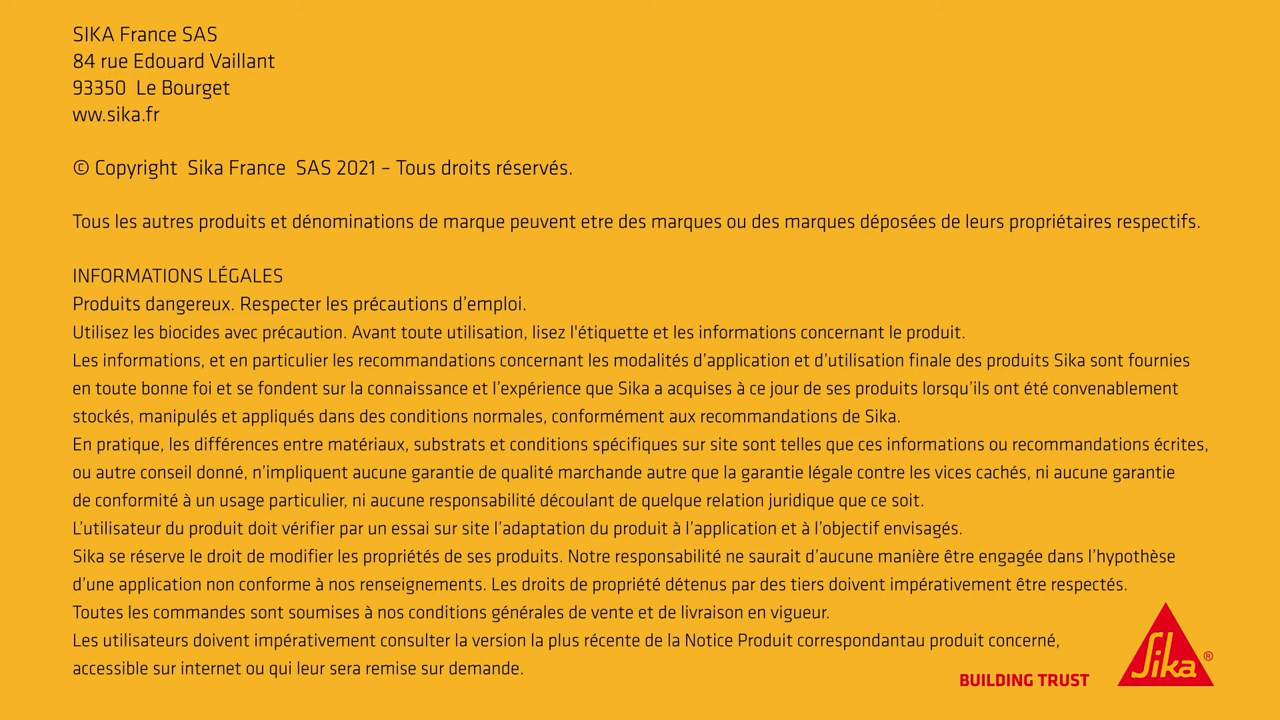 SIKA France SAS
84 rue Edouard Vaillant
93350 Le Bourget
ww.sika.fr
© Copyright Sika France SAS 2021 – Tous droits réservés.
Tous les autres produits et dénominations de marque peuvent etre des marques ou des marques déposées de leurs propriétaires respectifs.
INFORMATIONS LÉGALES
Produits dangereux. Respecter les précautions d’emploi.
Utilisez les biocides avec précaution. Avant toute utilisation, lisez l'étiquette et les informations concernant le produit.
Les informations, et en particulier les recommandations concernant les modalités d’application et d’utilisation finale des produits Sika sont fournies
en toute bonne foi et se fondent sur la connaissance et l’expérience que Sika a acquises à ce jour de ses produits lorsqu’ils ont été convenablement
stockés, manipulés et appliqués dans des conditions normales, conformément aux recommandations de Sika.
En pratique, les différences entre matériaux, substrats et conditions spécifiques sur site sont telles que ces informations ou recommandations écrites,
ou autre conseil donné, n’impliquent aucune garantie de qualité marchande autre que la garantie légale contre les vices cachés, ni aucune garantie
de conformité à un usage particulier, ni aucune responsabilité découlant de quelque relation juridique que ce soit.
L’utilisateur du produit doit vérifier par un essai sur site l’adaptation du produit à l’application et à l’objectif envisagés.
Sika se réserve le droit de modifier les propriétés de ses produits. Notre responsabilité ne saurait d’aucune manière être engagée dans l’hypothèse
d’une application non conforme à nos renseignements. Les droits de propriété détenus par des tiers doivent impérativement être respectés.
Toutes les commandes sont soumises à nos conditions générales de vente et de livraison en vigueur.
Les utilisateurs doivent impérativement consulter la version la plus récente de la Notice Produit correspondantau produit concerné,
accessible sur internet ou qui leur sera remise sur demande.
BUILDING TRUST
Sika ®